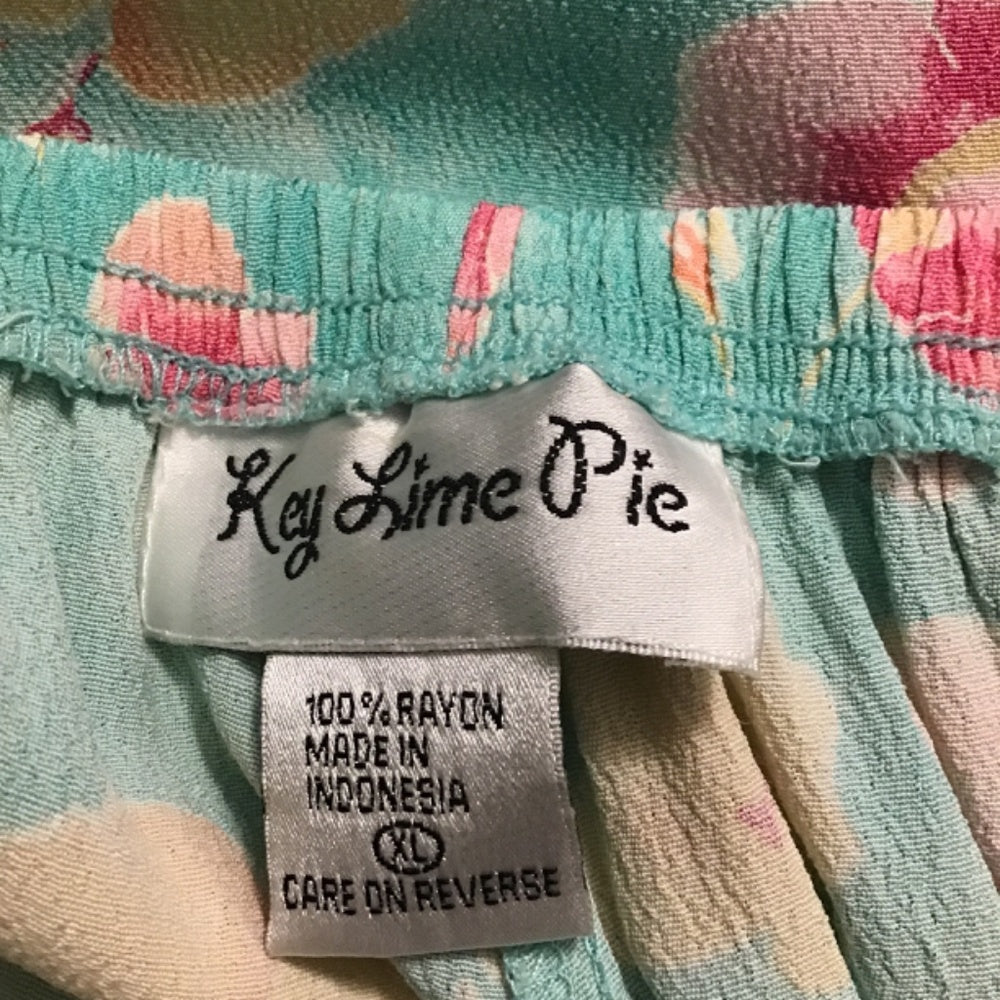 Key Lime Pie
100% RAYON
MADE IN
INDONESIA
XL
CARE ON REVERSE